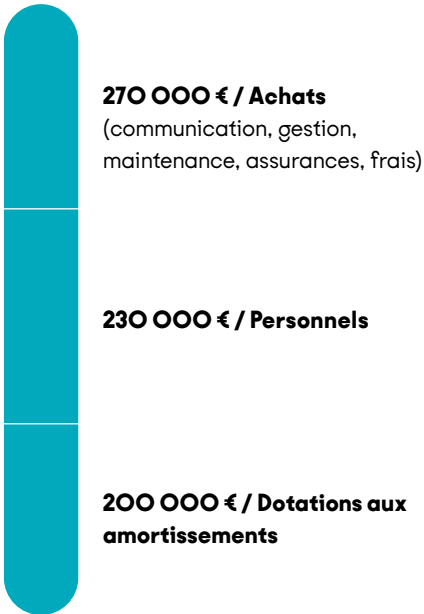 270 000 € / Achats
(communication, gestion,
maintenance, assurances, frais)
230 000 € / Personnels
200 000 € / Dotations aux
amortissements